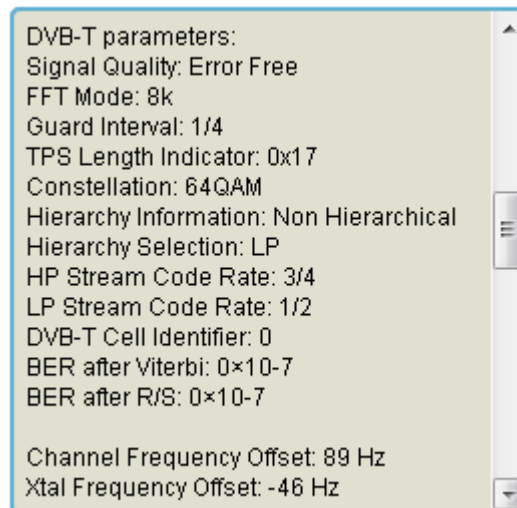 DVB-T parameters:
Signal Quality: Error Free
FFT Mode: 8k
Guard Interval: 1/4
TPS Length Indicator: 0x17
Constellation: 64QAM
Hierarchy Information: Non Hierarchical
Hierarchy Selection: LP
HP Stream Code Rate: 3/4
LP Stream Code Rate: 1/2
DVB-T Cell Identifier: 0
BER after Viterbi: 0×10-7
BER after R/S: 0×10-7
Channel Frequency Offset: 89 Hz
Xtal Frequency Offset: -46 Hz